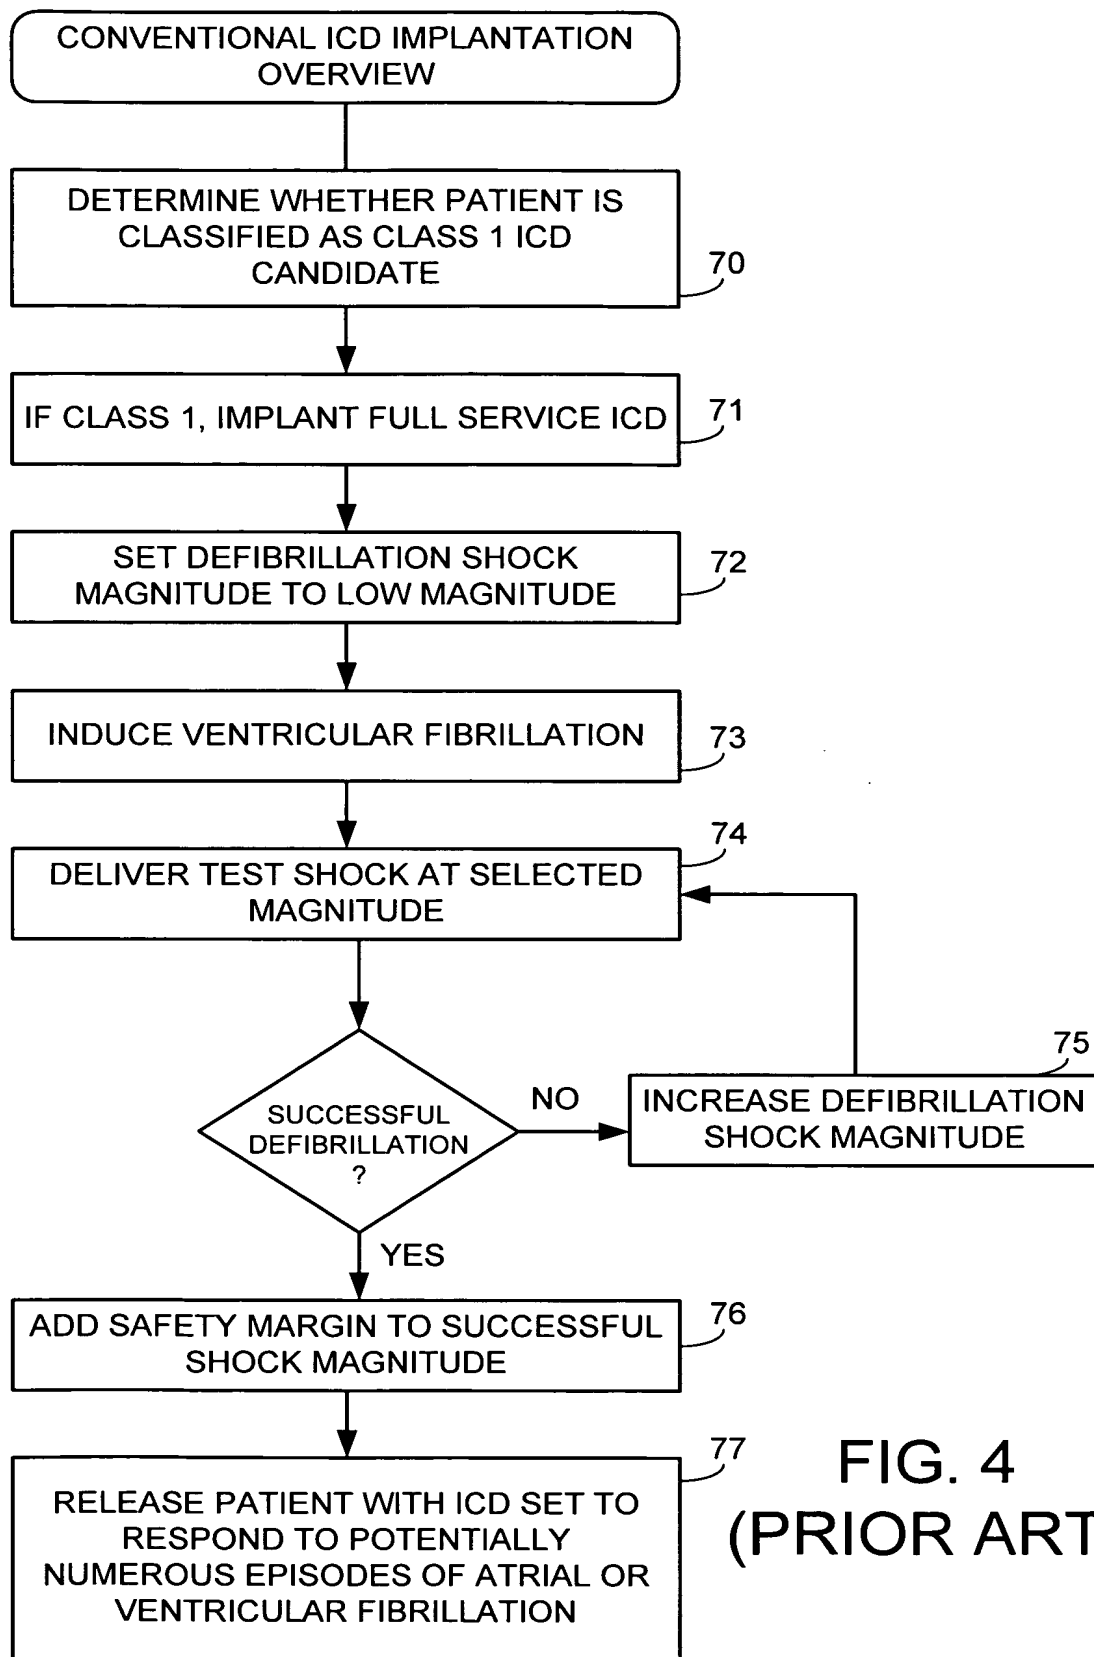 CONVENTIONAL ICD IMPLANTATION
OVERVIEW
DETERMINE WHETHER PATIENT IS
CLASSIFIED AS CLASS 1 ICD
CANDIDATE
70
IF CLASS 1, IMPLANT FULL SERVICE ICD
71
SET DEFIBRILLATION SHOCK
MAGNITUDE TO LOW MAGNITUDE
72
INDUCE VENTRICULAR FIBRILLATION
73
74
DELIVER TEST SHOCK AT SELECTED
MAGNITUDE
SUCCESSFUL
DEFIBRILLATION
?
NO
75
INCREASE DEFIBRILLATION
SHOCK MAGNITUDE
YES
ADD SAFETY MARGIN TO SUCCESSFUL
SHOCK MAGNITUDE
76
77
RELEASE PATIENT WITH ICD SET TO
RESPOND TO POTENTIALLY
NUMEROUS EPISODES OF ATRIAL OR
VENTRICULAR FIBRILLATION
FIG. 4
(PRIOR ART